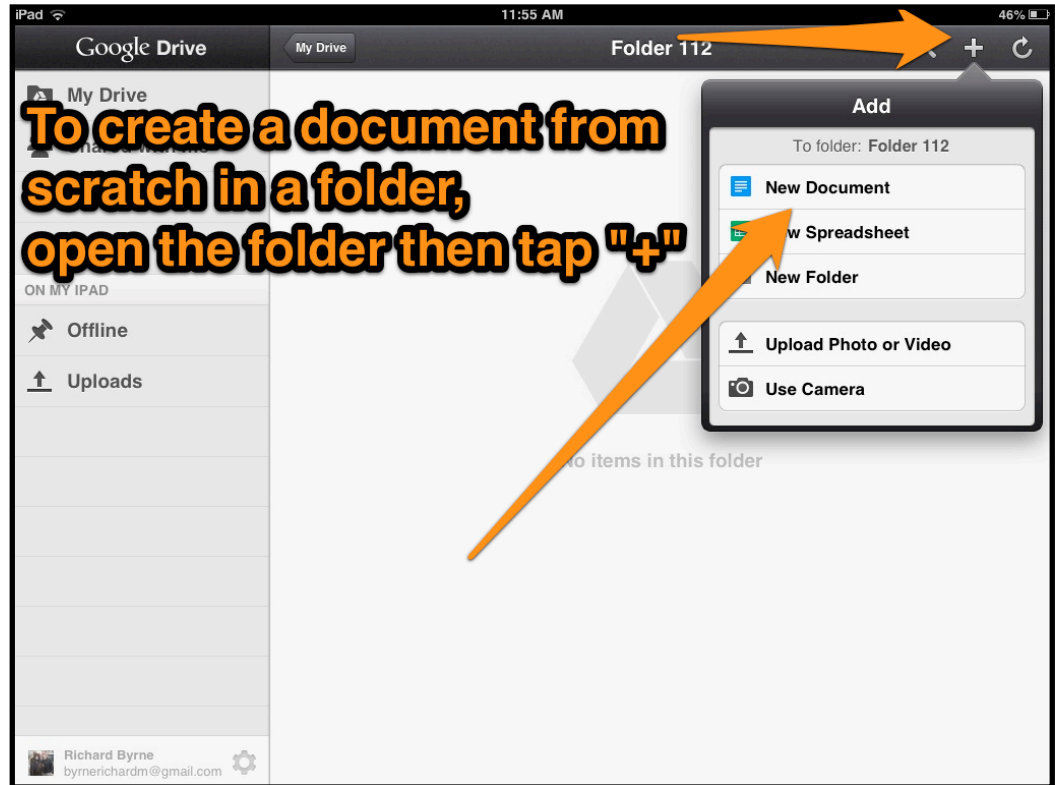 iPad 11:55 AM 46%
Google Drive My Drive Folder 112
My Drive
Add
To folder: Folder 112
To create a document from
scratch in a folder,
open the folder then tap "+"
New Document
Spreadsheet
New Folder
ON MY IPAD
Offline
Uploads
Upload Photo or Video
Use Camera
No items in this folder
Richard Byrne
byrnerichardm@gmail.com